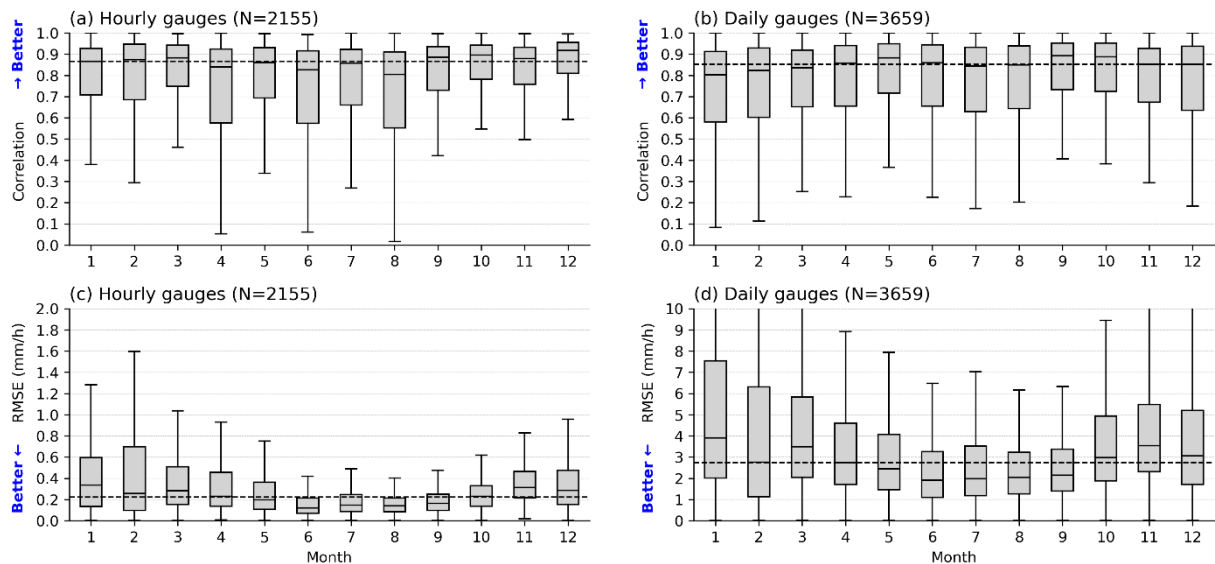 (a) Hourly gauges (N=2155)
→ Better
Correlation
1.0
0.9
0.8
0.7
0.6
0.5
0.4
0.3
0.2
0.1
0.0
1 2 3 4 5 6 7 8 9 10 11 12
(b) Daily gauges (N=3659)
→ Better
Correlation
1.0
0.9
0.8
0.7
0.6
0.5
0.4
0.3
0.2
0.1
0.0
1 2 3 4 5 6 7 8 9 10 11 12
(c) Hourly gauges (N=2155)
RMSE (mm/h)
Better ←
2.0
1.8
1.6
1.4
1.2
1.0
0.8
0.6
0.4
0.2
0.0
1 2 3 4 5 6 7 8 9 10 11 12
Month
(d) Daily gauges (N=3659)
RMSE (mm/h)
Better ←
10
9
8
7
6
5
4
3
2
1
0
1 2 3 4 5 6 7 8 9 10 11 12
Month